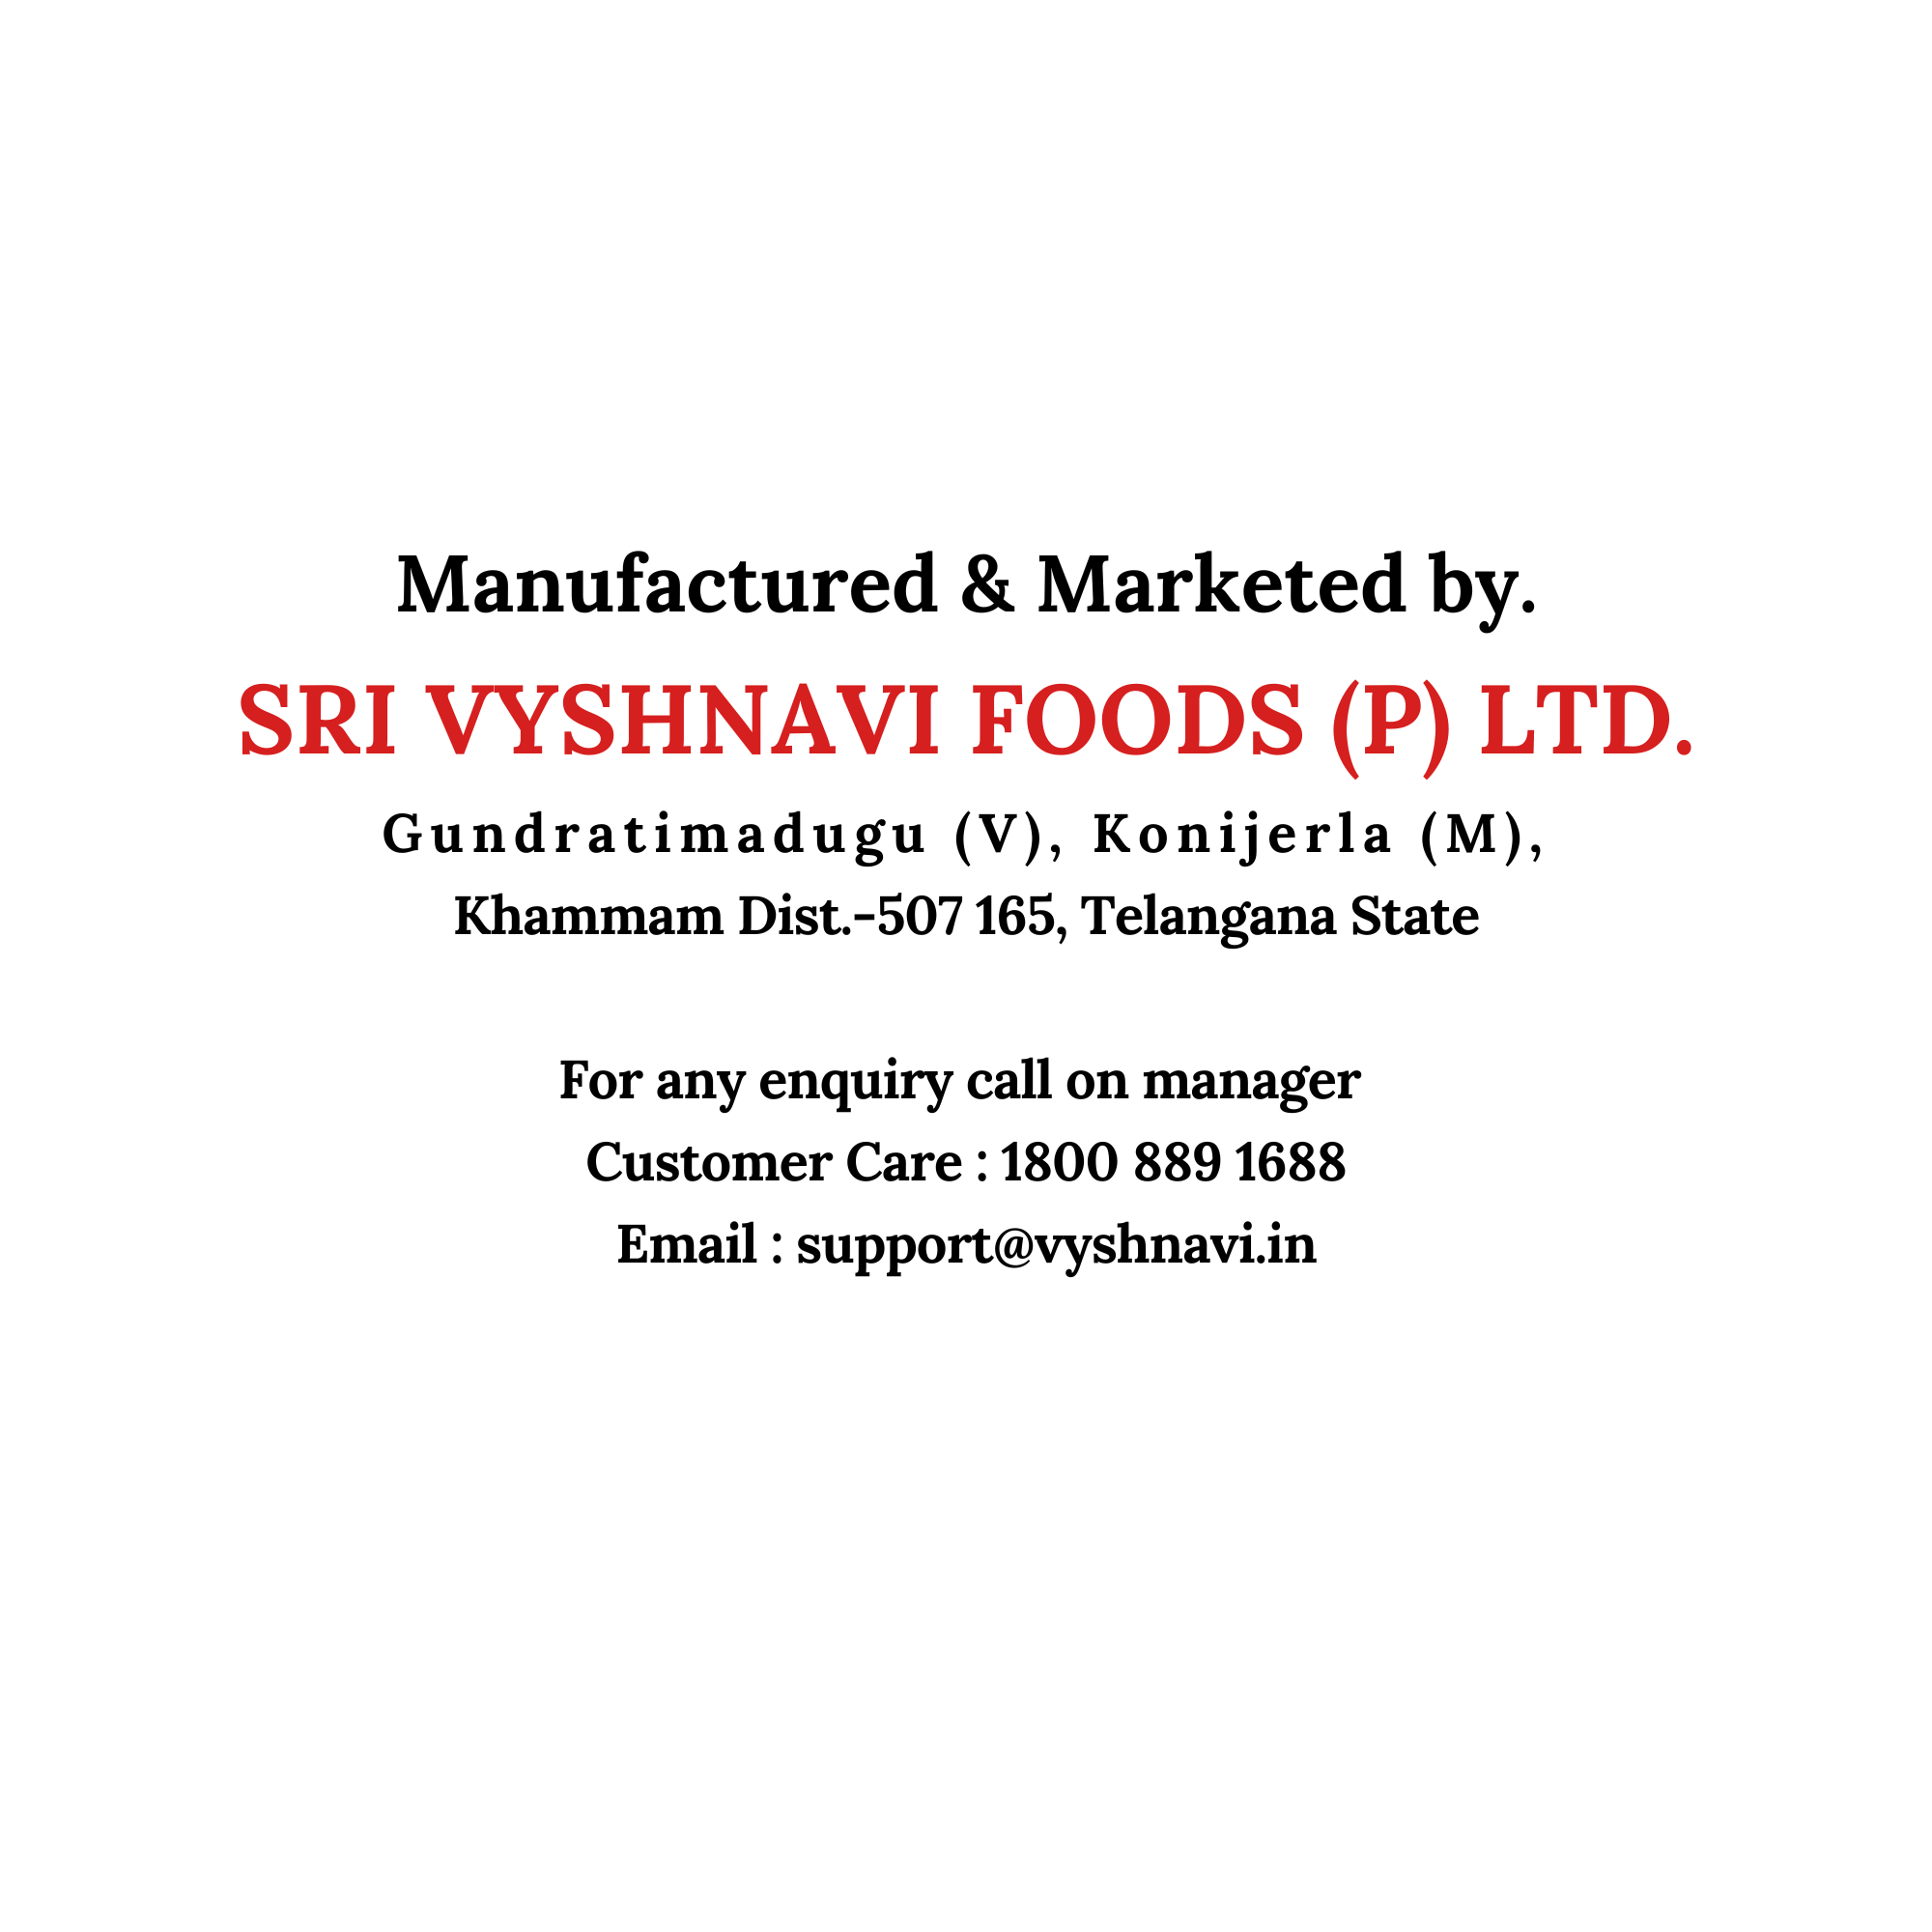 Manufactured & Marketed by.
SRI VYSHNAVI FOODS (P) LTD.
Gundratimadugu (V), Konijerla (M),
Khammam Dist.-507 165, Telangana State
For any enquiry call on manager
Customer Care : 1800 889 1688
Email : support@vyshnavi.in